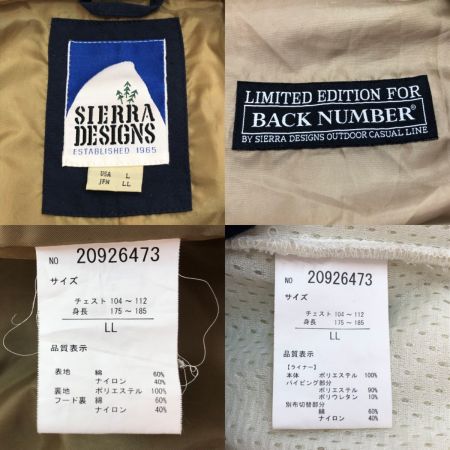 SIERRA
DESIGNS
ESTABLISHED 1965
USA L
JPN LL
LIMITED EDITION FOR
BACK NUMBER®
BY SIERRA DESIGNS OUTDOOR CASUAL LINE
NO 20926473
サイズ
チェスト 104～112
身長 175～185
LL
品質表示
表地 綿 60%
ナイロン 40%
裏地 ポリエステル 100%
フード裏 綿 60%
ナイロン 40%
NO 20926473
サイズ
チェスト 104～112
身長 175～185
LL
品質表示
【ライナー】
本体 ポリエステル 100%
パイピング部分
ポリエステル 90%
ポリウレタン 10%
別布切替部分
綿 60%
ナイロン 40%